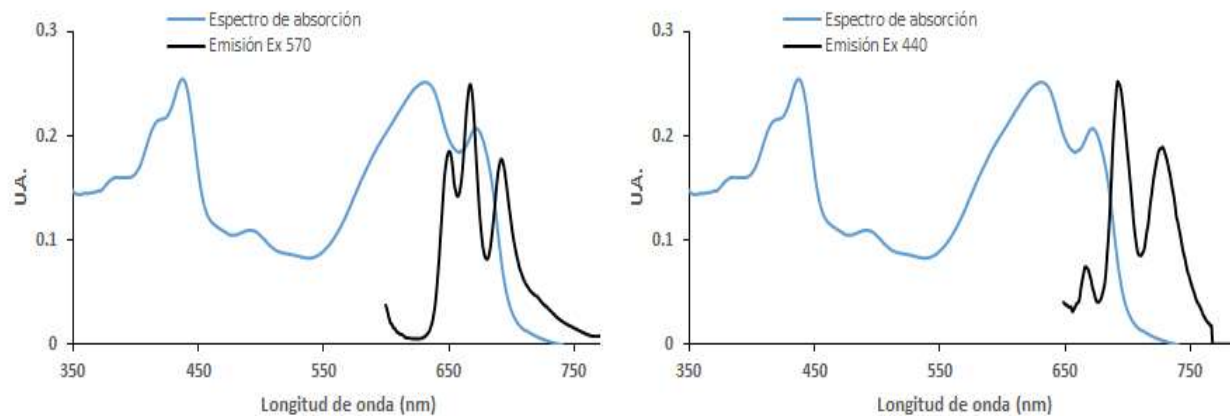 Espectro de absorción
Emisión Ex 570
0.3
0.2
0.1
0
U.A.
350
450
550
650
750
Longitud de onda (nm)
Espectro de absorción
Emisión Ex 440
0.3
0.2
0.1
0
U.A.
350
450
550
650
750
Longitud de onda (nm)